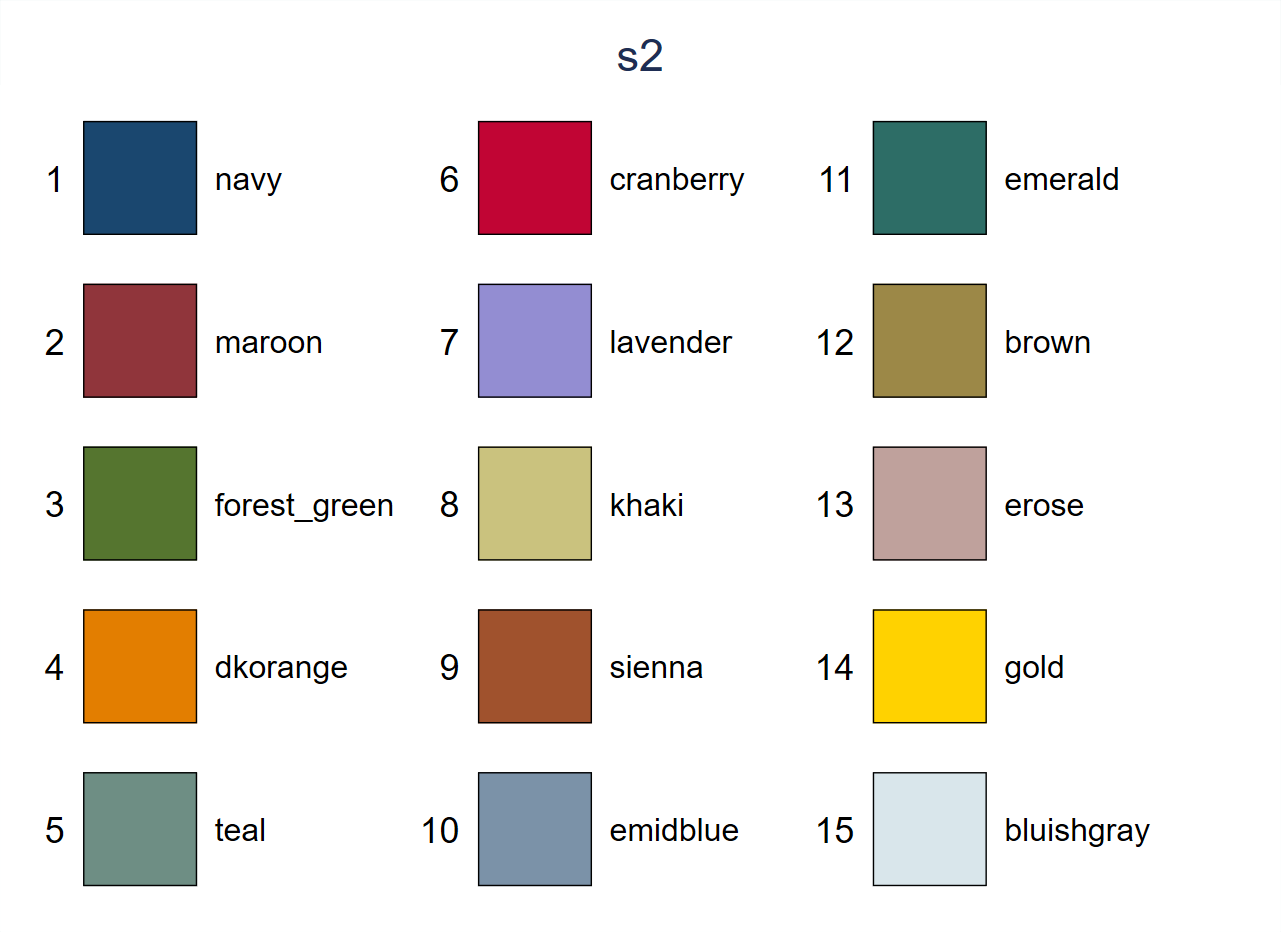 s2
1 navy
2 maroon
3 forest_green
4 dkorange
5 teal
6 cranberry
7 lavender
8 khaki
9 sienna
10 emidblue
11 emerald
12 brown
13 erose
14 gold
15 bluishgray